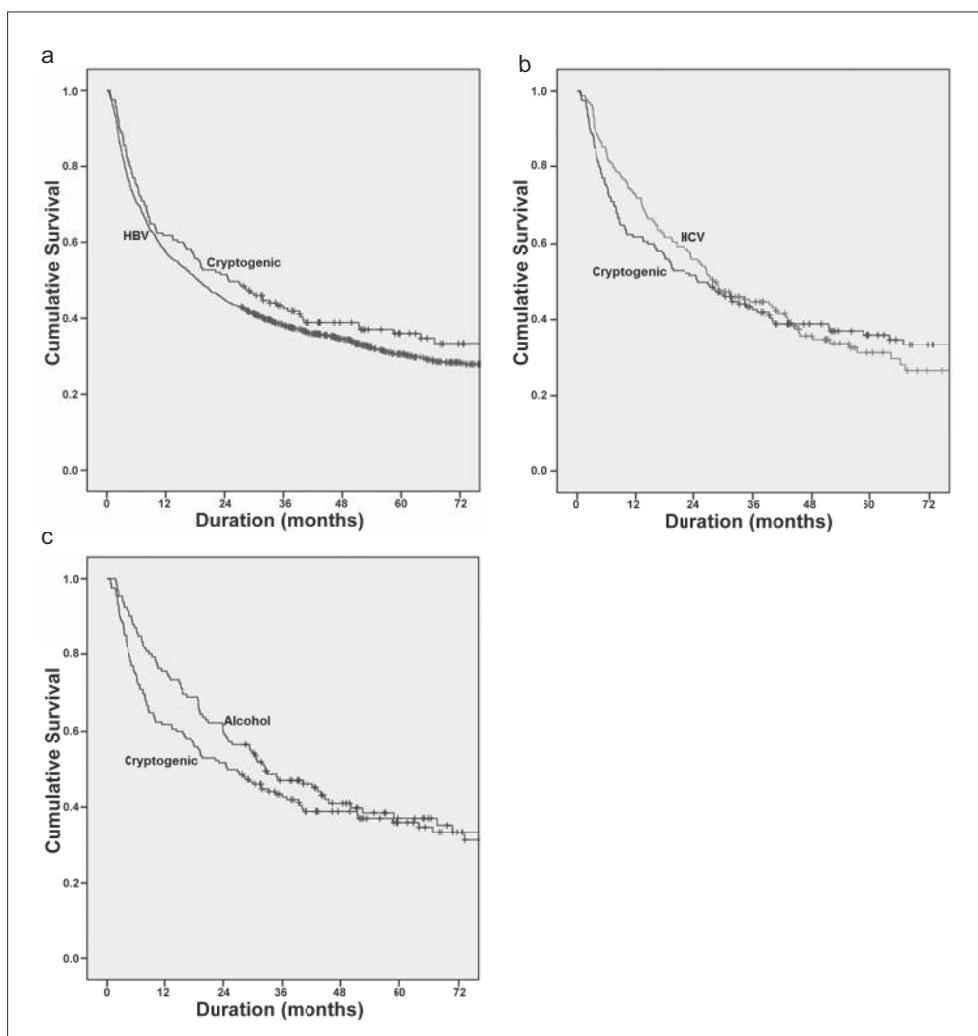 a
1.0
0.8
0.6
0.4
0.2
0.0
Cumulative Survival
HBV
Cryptogenic
0 12 24 36 48 60 72
Duration (months)
b
1.0
0.8
0.6
0.4
0.2
0.0
Cumulative Survival
HCV
Cryptogenic
0 12 24 36 48 60 72
Duration (months)
c
1.0
0.8
0.6
0.4
0.2
0.0
Cumulative Survival
Alcohol
Cryptogenic
0 12 24 36 48 60 72
Duration (months)